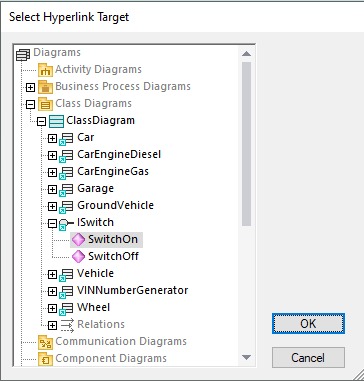 Select Hyperlink Target
Diagrams
Activity Diagrams
Business Process Diagrams
Class Diagrams
ClassDiagram
Car
CarEngineDiesel
CarEngineGas
Garage
GroundVehicle
ISwitch
SwitchOn
SwitchOff
Vehicle
VINNumberGenerator
Wheel
Relations
Communication Diagrams
Component Diagrams
OK
Cancel